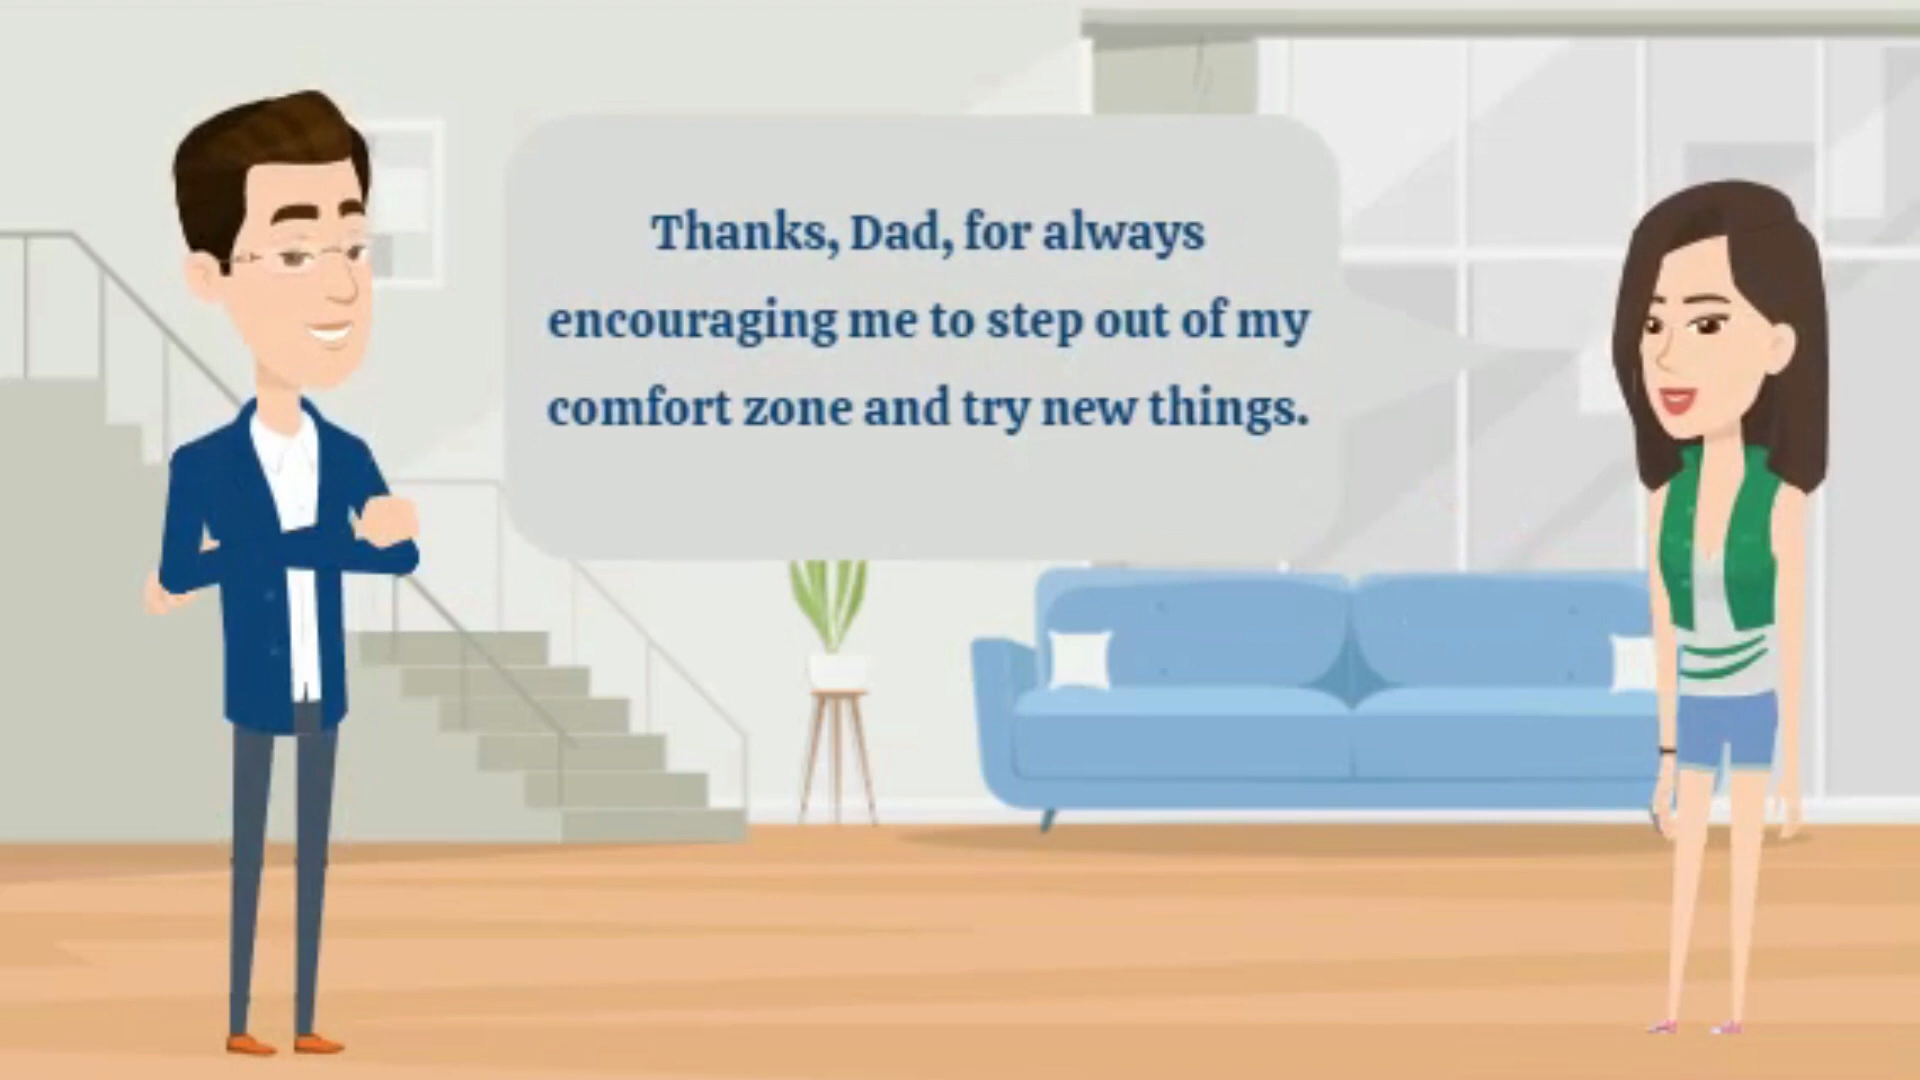 Thanks, Dad, for always
encouraging me to step out of my
comfort zone and try new things.